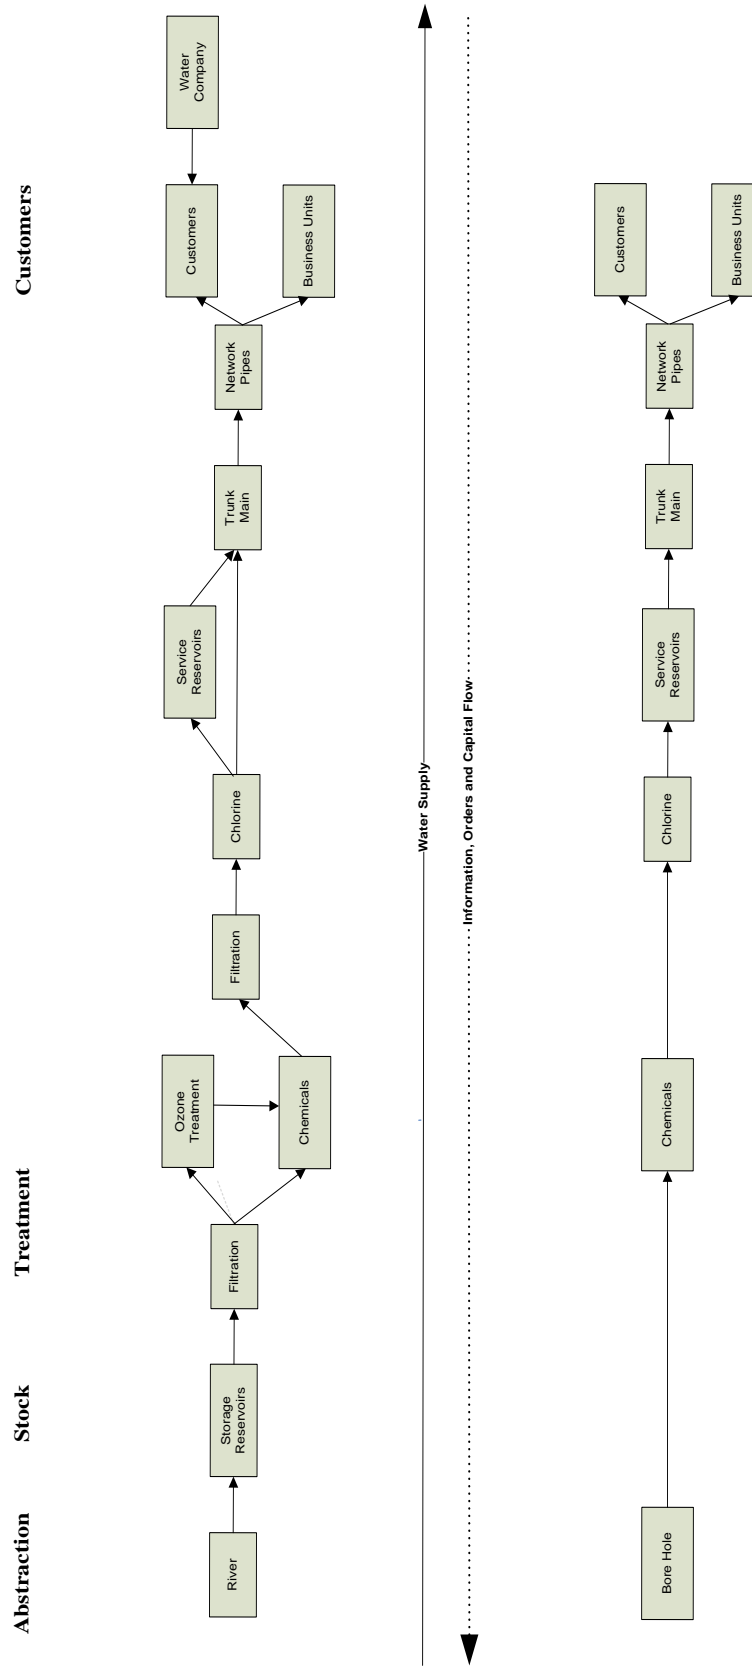 Abstraction
Stock
Treatment
Customers
River
Storage
Reservoirs
Filtration
Ozone
Treatment
Chemicals
Filtration
Chlorine
Service
Reservoirs
Trunk
Main
Network
Pipes
Customers
Business Units
Water
Company
Water Supply
Information, Orders and Capital Flow
Bore Hole
Chemicals
Chlorine
Service
Reservoirs
Trunk
Main
Network
Pipes
Customers
Business Units